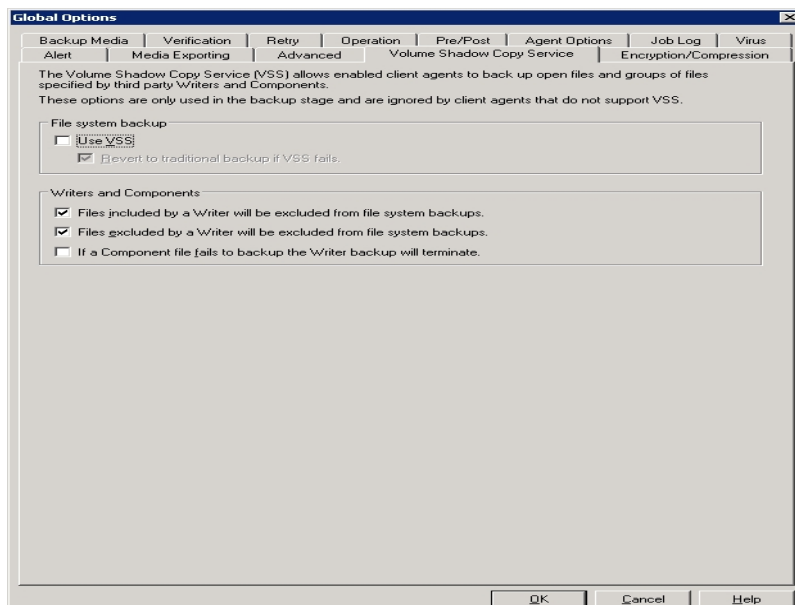 Global Options
Backup Media Verification Retry Operation Pre/Post Agent Options Job Log Virus
Alert Media Exporting Advanced Volume Shadow Copy Service Encryption/Compression
The Volume Shadow Copy Service (VSS) allows enabled client agents to back up open files and groups of files
specified by third party Writers and Components.
These options are only used in the backup stage and are ignored by client agents that do not support VSS.
File system backup
Use VSS
Revert to traditional backup if VSS fails.
Writers and Components
Files included by a Writer will be excluded from file system backups.
Files excluded by a Writer will be excluded from file system backups.
If a Component file fails to backup the Writer backup will terminate.
OK Cancel Help